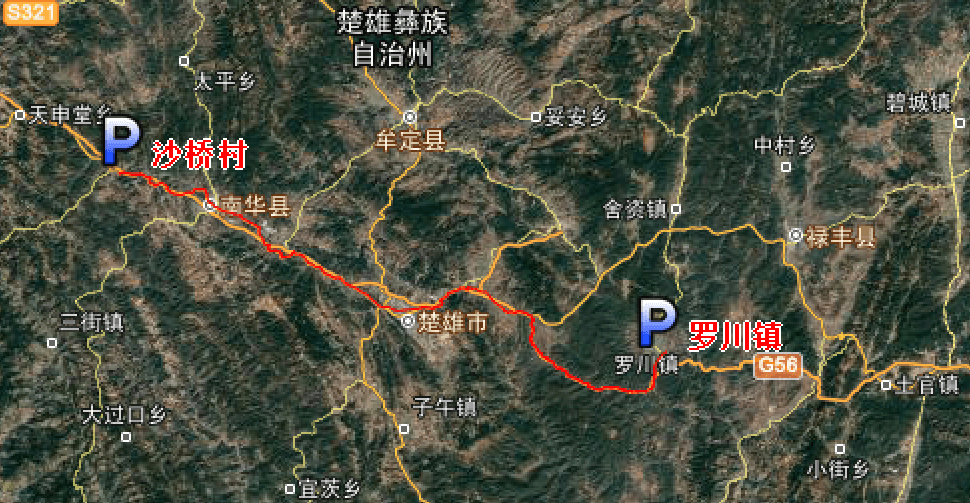 S321
楚雄彝族
自治州
太平乡
碧城镇
天申堂乡
P
妥安乡
牟定县
中村乡
沙桥村
南华县
舍资镇
禄丰县
三街镇
楚雄市
P
罗川镇
罗川镇
G56
土官镇
大过口乡
子午镇
小街乡
宜茨乡